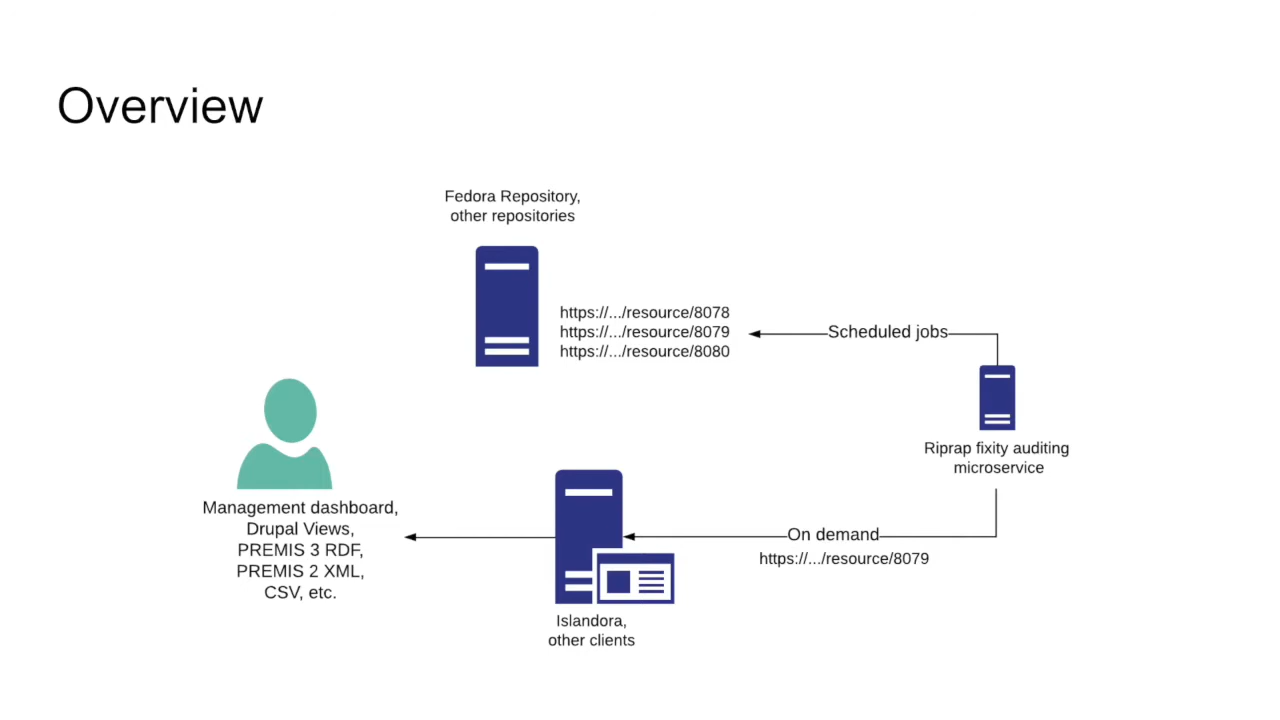 Overview
Fedora Repository,
other repositories
https://.../resource/8078
https://.../resource/8079
https://.../resource/8080
Scheduled jobs
Riprap fixity auditing
microservice
Management dashboard,
Drupal Views,
PREMIS 3 RDF,
PREMIS 2 XML,
CSV, etc.
On demand
https://.../resource/8079
Islandora,
other clients